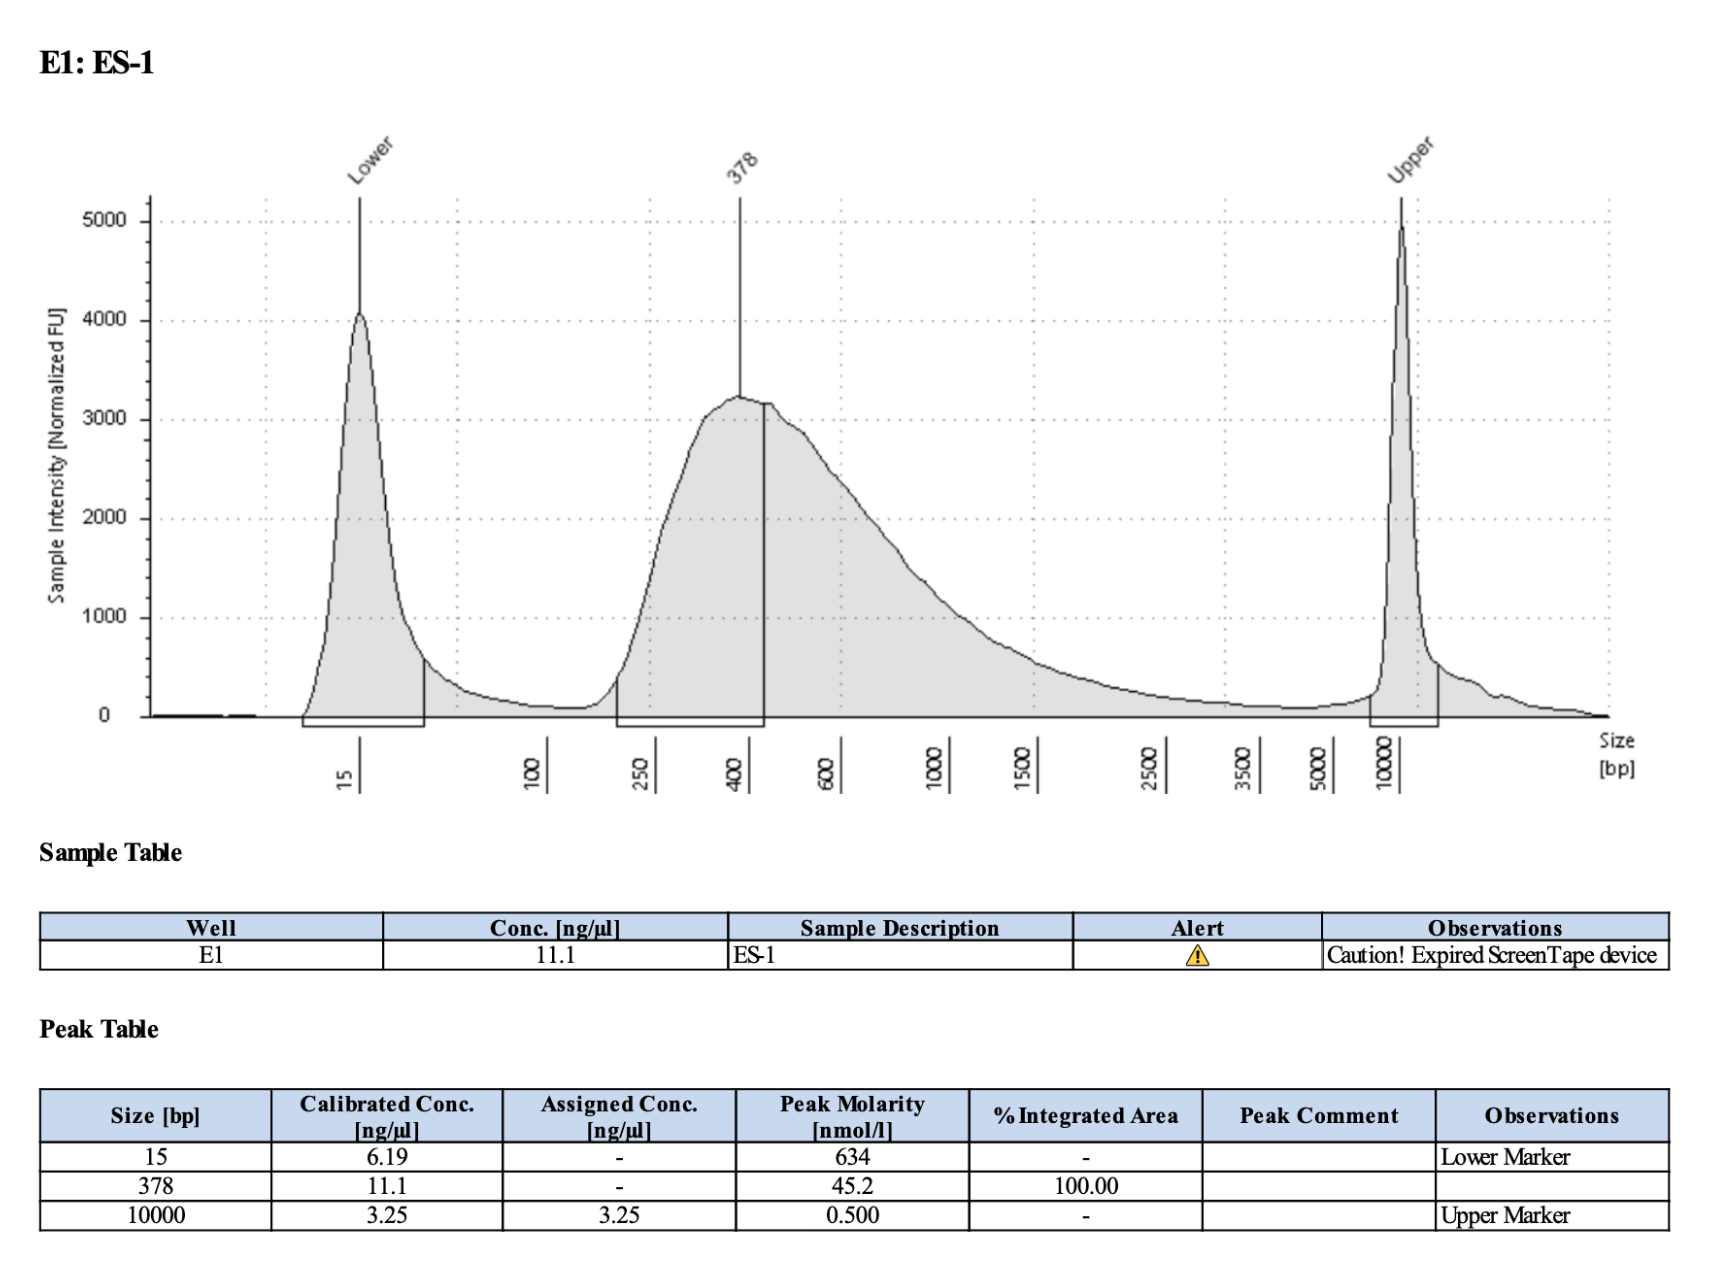 E1: ES-1
Lower
378
Upper
Sample Intensity [Normalized FU]
5000
4000
3000
2000
1000
0
15
100
250
400
600
1000
1500
2500
3500
5000
10000
Size
[bp]
Sample Table
Well Conc. [ng/µl] Sample Description Alert Observations
E1 11.1 ES-1 Caution! Expired ScreenTape device
Peak Table
Size [bp] Calibrated Conc. [ng/µl] Assigned Conc. [ng/µl] Peak Molarity [nmol/l] % Integrated Area Peak Comment Observations
15 6.19 - 634 - Lower Marker
378 11.1 - 45.2 100.00
10000 3.25 3.25 0.500 - Upper Marker